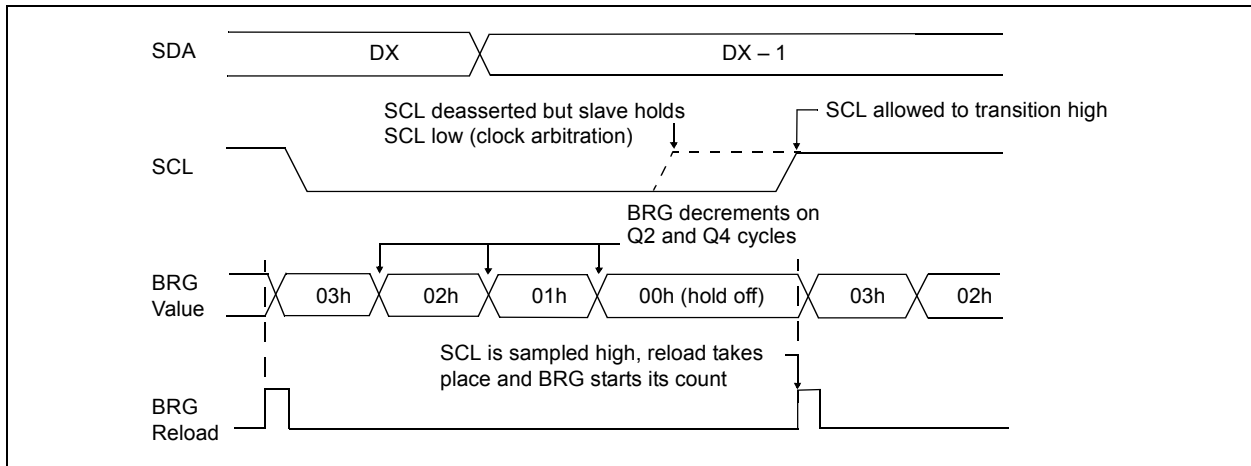 SDA
DX
DX – 1
SCL deasserted but slave holds
SCL low (clock arbitration)
SCL allowed to transition high
SCL
BRG decrements on
Q2 and Q4 cycles
BRG
Value
03h
02h
01h
00h (hold off)
03h
02h
SCL is sampled high, reload takes
place and BRG starts its count
BRG
Reload